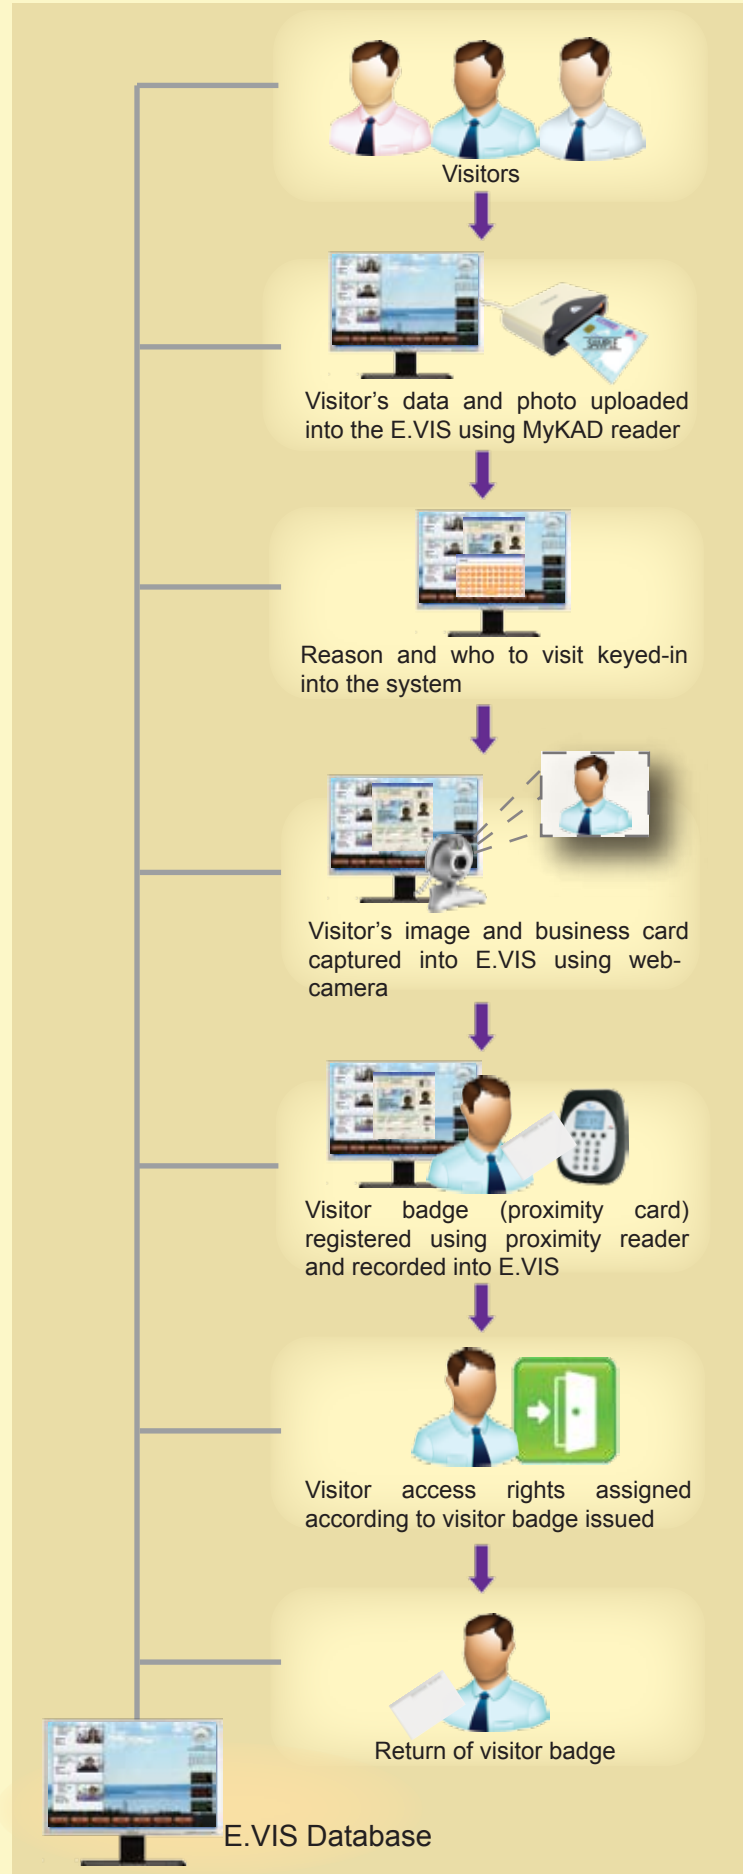 Visitors
SAMPLE
Visitor’s data and photo uploaded
into the E.VIS using MyKAD reader
Reason and who to visit keyed-in
into the system
Visitor’s image and business card
captured into E.VIS using web-
camera
Visitor badge (proximity card)
registered using proximity reader
and recorded into E.VIS
Visitor access rights assigned
according to visitor badge issued
Return of visitor badge
E.VIS Database